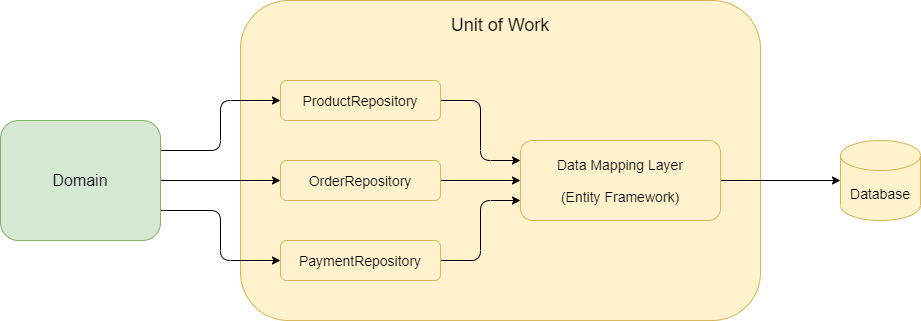 Unit of Work
ProductRepository
Domain
OrderRepository
PaymentRepository
Data Mapping Layer
(Entity Framework)
Database